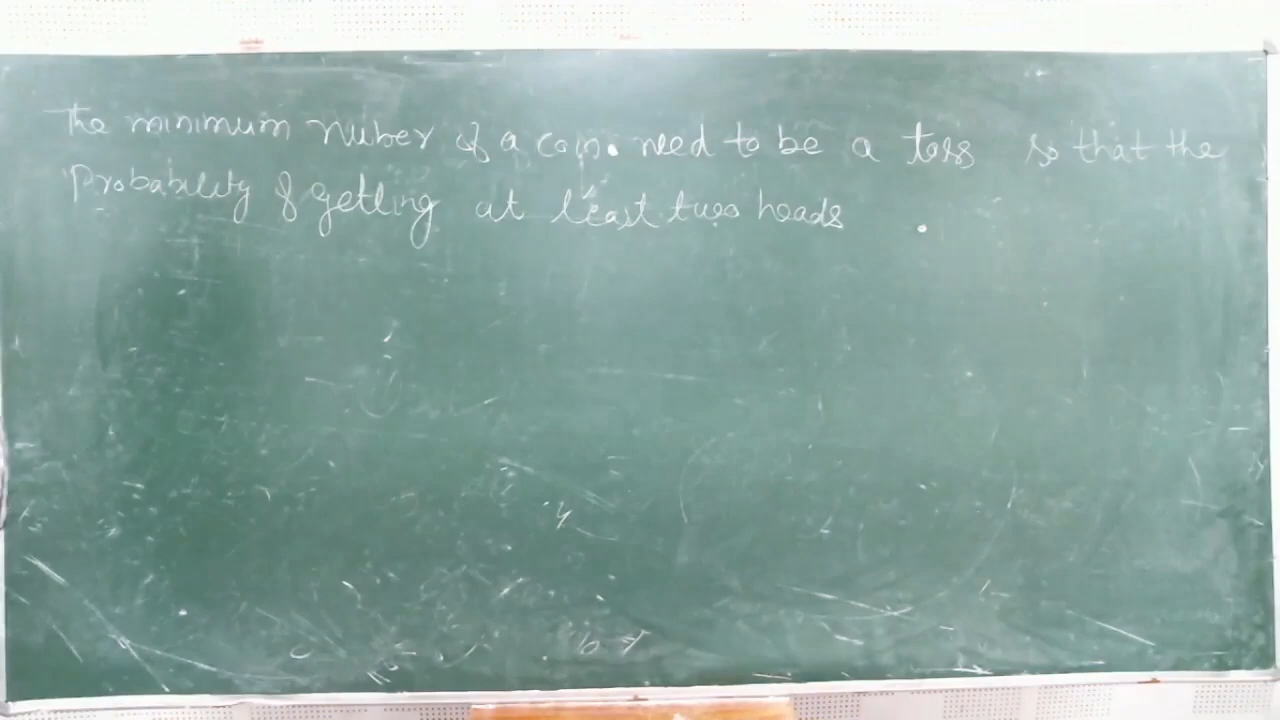 The minimum Nuber of a coin. need to be a toss so that the
Probability of getting at least two heads .